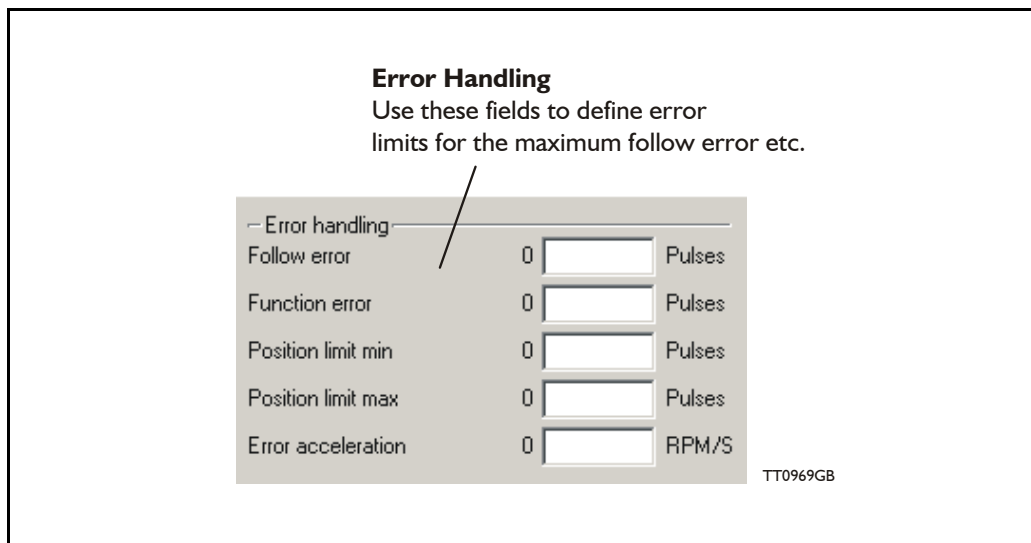 Error Handling
Use these fields to define error
limits for the maximum follow error etc.
Error handling
Follow error 0 Pulses
Function error 0 Pulses
Position limit min 0 Pulses
Position limit max 0 Pulses
Error acceleration 0 RPM/S
TT0969GB